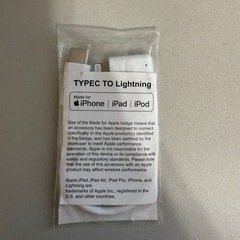 TYPEC TO Lightning
Made for
iPhone | iPad | iPod
Use of the Made for Apple badge means that
an accessory has been designed to connect
specifically to the Apple product(s) identified
in the badge, and has been certified by the
developer to meet Apple performance
standards. Apple is not responsible for the
operation of this device or its compliance with
safety and regulatory standards. Please note
that the use of this accessory with an Apple
product may affect wireless performance.
Apple,iPad, iPad Air, iPad Pro, iPhone, and
Lightning are
trademarks of Apple Inc., registered in the
U.S. and other countries.